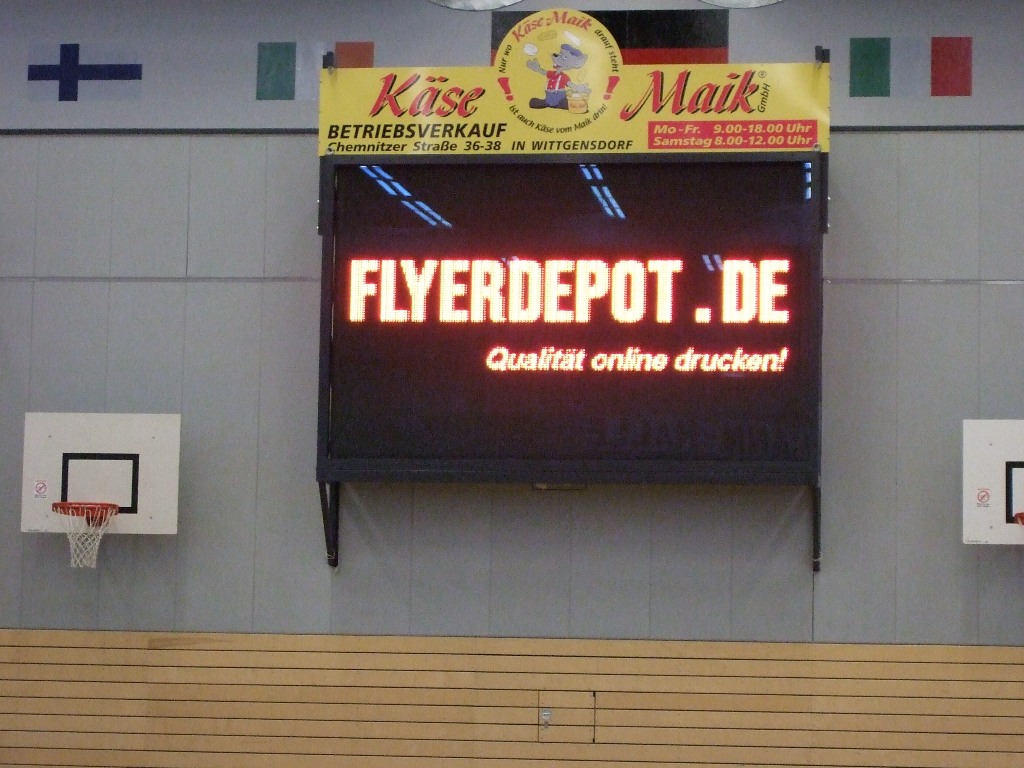 Nur wo Käse Maik drauf steht
ist auch Käse vom Maik drin!
Käse Maik GmbH®
BETRIEBSVERKAUF
Chemnitzer Straße 36-38 IN WITTGENSDORF
Mo-Fr. 9.00-18.00 Uhr
Samstag 8.00-12.00 Uhr
FLYERDEPOT.DE
Qualität online drucken!